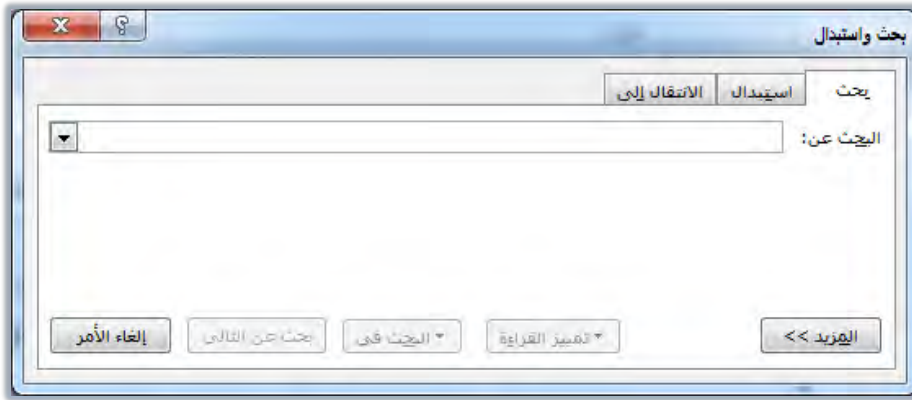 بحث واستبدال
بحث
استبدال
الانتقال إلى
البحث عن:
المزيد >>
تمييز القراءة
البحث في
بحث عن التالي
إلغاء الأمر